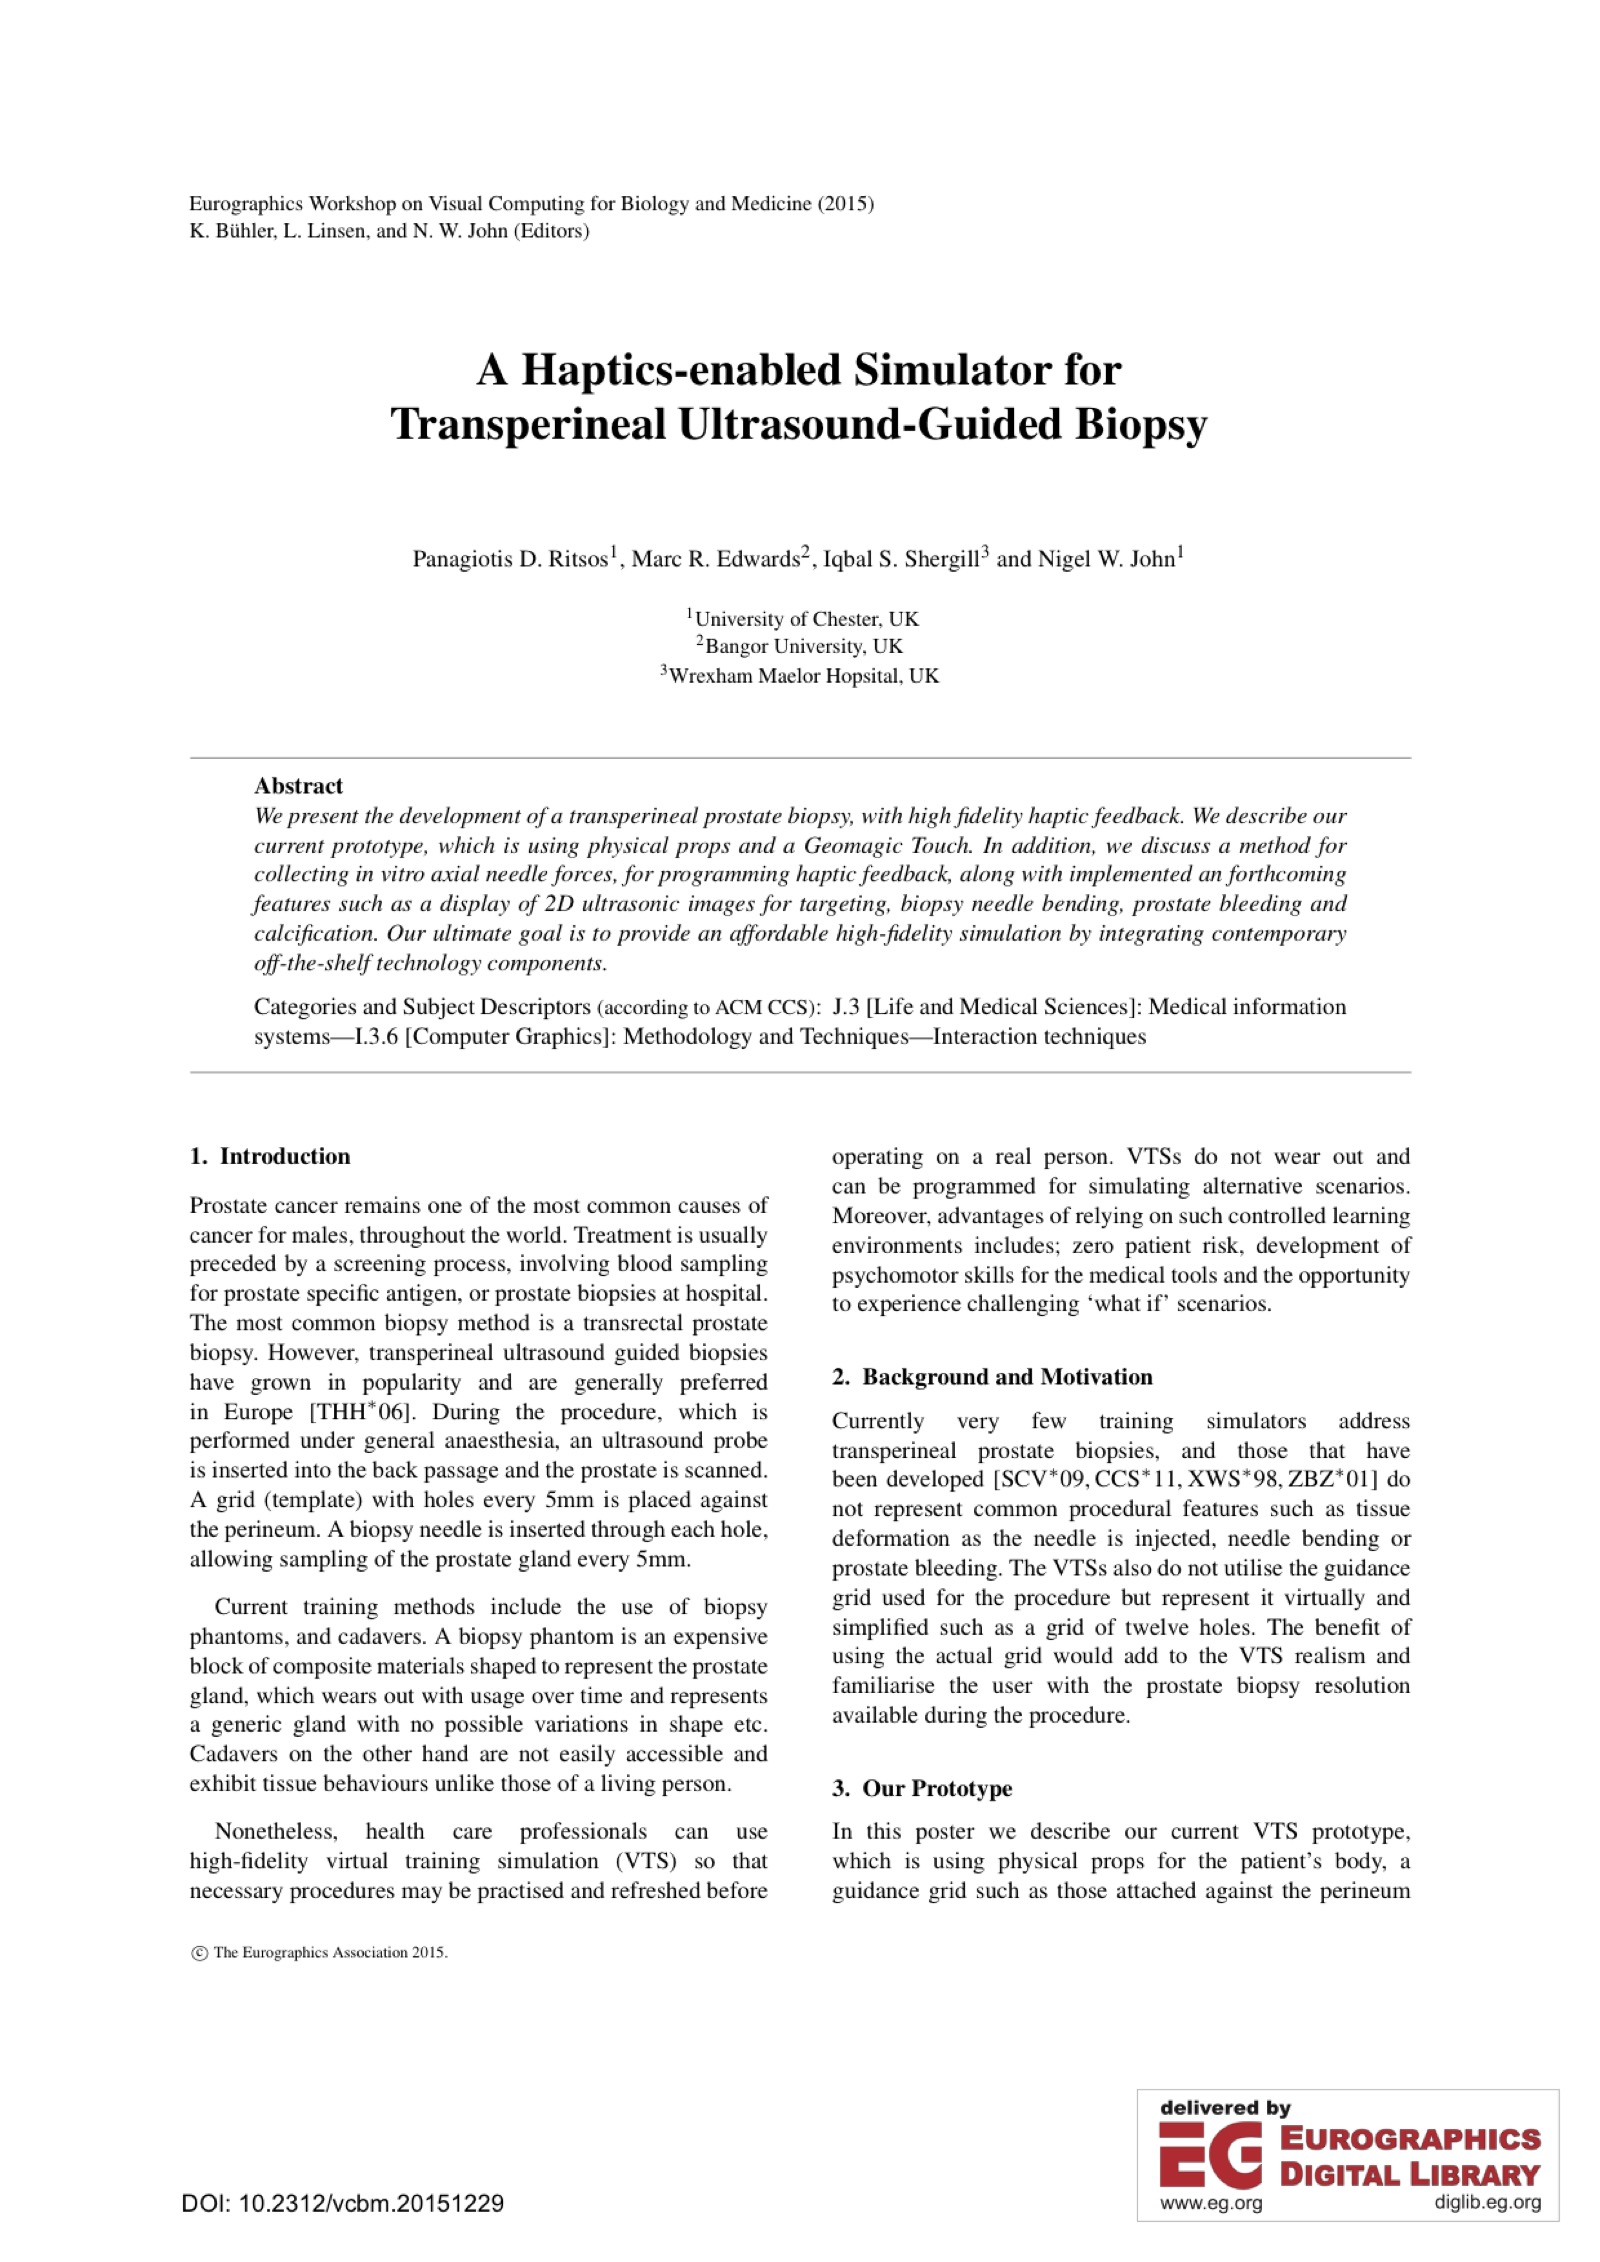 Eurographics Workshop on Visual Computing for Biology and Medicine (2015)
K. Bühler, L. Linsen, and N. W. John (Editors)
A Haptics-enabled Simulator for
Transperineal Ultrasound-Guided Biopsy
Panagiotis D. Ritsos1, Marc R. Edwards2, Iqbal S. Shergill3 and Nigel W. John1
1University of Chester, UK
2Bangor University, UK
3Wrexham Maelor Hopsital, UK
Abstract
We present the development of a transperineal prostate biopsy, with high fidelity haptic feedback. We describe our
current prototype, which is using physical props and a Geomagic Touch. In addition, we discuss a method for
collecting in vitro axial needle forces, for programming haptic feedback, along with implemented an forthcoming
features such as a display of 2D ultrasonic images for targeting, biopsy needle bending, prostate bleeding and
calcification. Our ultimate goal is to provide an affordable high-fidelity simulation by integrating contemporary
off-the-shelf technology components.
Categories and Subject Descriptors (according to ACM CCS): J.3 [Life and Medical Sciences]: Medical information
systems—I.3.6 [Computer Graphics]: Methodology and Techniques—Interaction techniques
1. Introduction
Prostate cancer remains one of the most common causes of
cancer for males, throughout the world. Treatment is usually
preceded by a screening process, involving blood sampling
for prostate specific antigen, or prostate biopsies at hospital.
The most common biopsy method is a transrectal prostate
biopsy. However, transperineal ultrasound guided biopsies
have grown in popularity and are generally preferred
in Europe [THH*06]. During the procedure, which is
performed under general anaesthesia, an ultrasound probe
is inserted into the back passage and the prostate is scanned.
A grid (template) with holes every 5mm is placed against
the perineum. A biopsy needle is inserted through each hole,
allowing sampling of the prostate gland every 5mm.
Current training methods include the use of biopsy
phantoms, and cadavers. A biopsy phantom is an expensive
block of composite materials shaped to represent the prostate
gland, which wears out with usage over time and represents
a generic gland with no possible variations in shape etc.
Cadavers on the other hand are not easily accessible and
exhibit tissue behaviours unlike those of a living person.
Nonetheless, health care professionals can use
high-fidelity virtual training simulation (VTS) so that
necessary procedures may be practised and refreshed before
operating on a real person. VTSs do not wear out and
can be programmed for simulating alternative scenarios.
Moreover, advantages of relying on such controlled learning
environments includes; zero patient risk, development of
psychomotor skills for the medical tools and the opportunity
to experience challenging ‘what if’ scenarios.
2. Background and Motivation
Currently very few training simulators address
transperineal prostate biopsies, and those that have
been developed [SCV*09, CCS*11, XWS*98, ZBZ*01] do
not represent common procedural features such as tissue
deformation as the needle is injected, needle bending or
prostate bleeding. The VTSs also do not utilise the guidance
grid used for the procedure but represent it virtually and
simplified such as a grid of twelve holes. The benefit of
using the actual grid would add to the VTS realism and
familiarise the user with the prostate biopsy resolution
available during the procedure.
3. Our Prototype
In this poster we describe our current VTS prototype,
which is using physical props for the patient’s body, a
guidance grid such as those attached against the perineum
© The Eurographics Association 2015.
delivered by
EG EUROGRAPHICS
DIGITAL LIBRARY
www.eg.org diglib.eg.org
DOI: 10.2312/vcbm.20151229